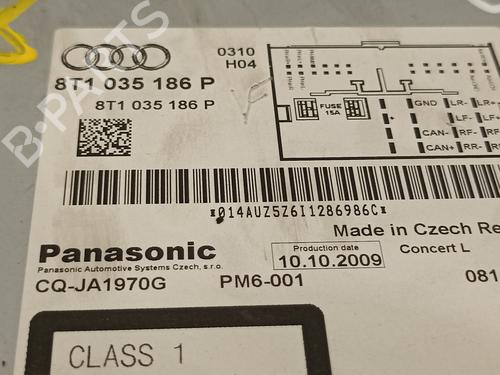 0310
H04
8T1 035 186 P
8T1 035 186 P
FUSE
15A
GND LR- LR+
+ LF- LF+
CAN- RF- RF+
CAN+ RR- RR+
*014AUZ5Z6I1286986C*
Made in Czech Re
Panasonic
Panasonic Automotive Systems Czech, s.r.o.
Production date
10.10.2009
Concert L
CQ-JA1970G
PM6-001
081
CLASS 1
B-PARTS